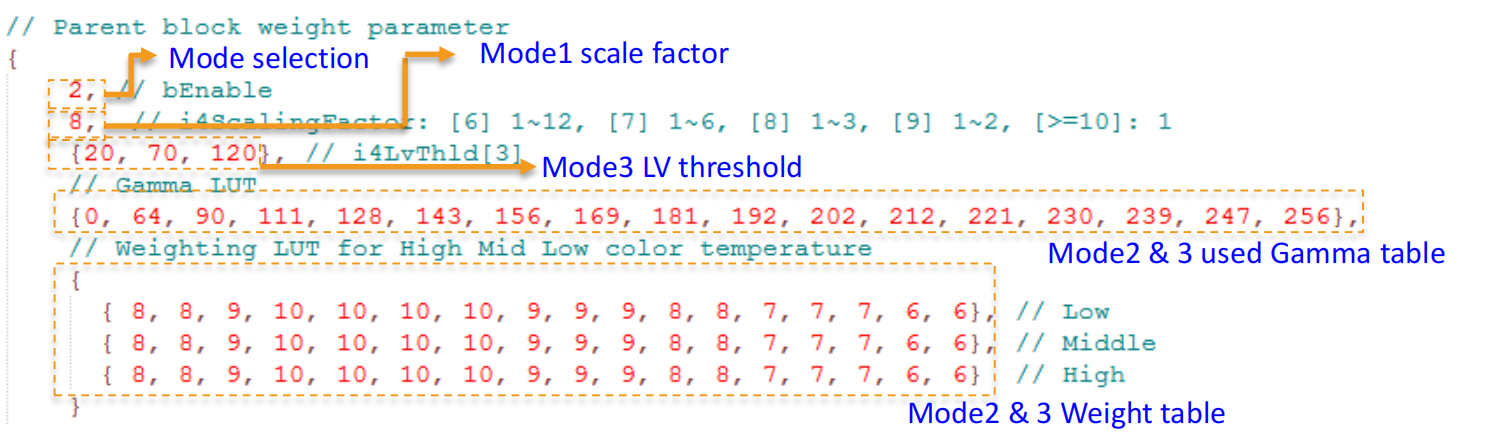 // Parent block weight parameter
{
Mode selection
Mode1 scale factor
2, // bEnable
8, // i4ScalingFactor: [6] 1~12, [7] 1~6, [8] 1~3, [9] 1~2, [>=10]: 1
{20, 70, 120}, // i4LvThld[3]
Mode3 LV threshold
// Gamma LUT
{0, 64, 90, 111, 128, 143, 156, 169, 181, 192, 202, 212, 221, 230, 239, 247, 256},
// Weighting LUT for High Mid Low color temperature
Mode2 & 3 used Gamma table
{
{ 8, 8, 9, 10, 10, 10, 10, 9, 9, 9, 8, 8, 7, 7, 7, 6, 6}, // Low
{ 8, 8, 9, 10, 10, 10, 10, 9, 9, 9, 8, 8, 7, 7, 7, 6, 6}, // Middle
{ 8, 8, 9, 10, 10, 10, 10, 9, 9, 9, 8, 8, 7, 7, 7, 6, 6} // High
}
Mode2 & 3 Weight table